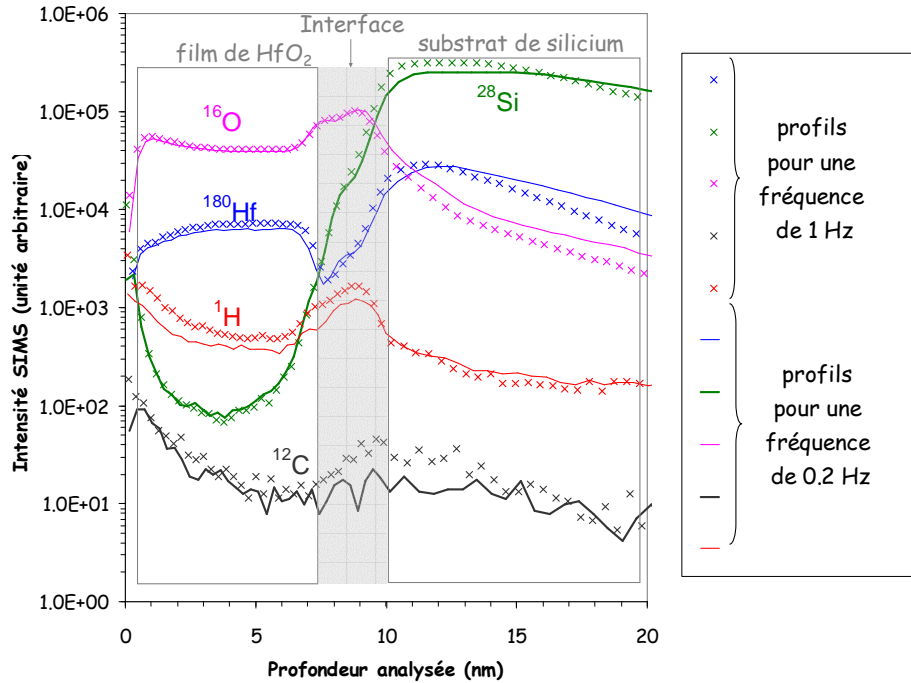 Interface
film de HfO2
substrat de silicium
16O
28Si
180Hf
1H
12C
1.0E+06
1.0E+05
1.0E+04
1.0E+03
1.0E+02
1.0E+01
1.0E+00
0
5
10
15
20
Intensité SIMS (unité arbitraire)
Profondeur analysée (nm)
profils
pour une
fréquence
de 1 Hz
profils
pour une
fréquence
de 0.2 Hz